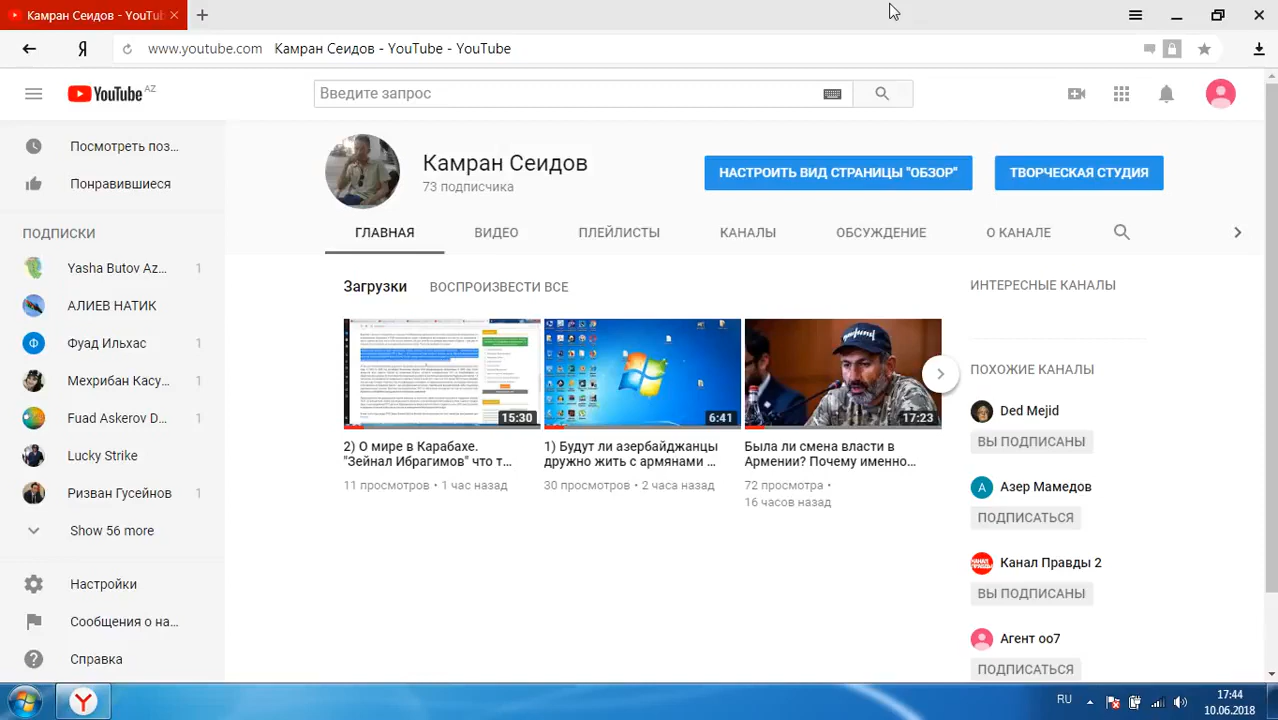 Камран Сеидов - YouTub
www.youtube.com Камран Сеидов - YouTube - YouTube
YouTube AZ
Введите запрос
Посмотреть поз...
Понравившиеся
ПОДПИСКИ
Yasha Butov Az... 1
АЛИЕВ НАТИК
Ф Фуад Ильхас 1
Мехрибан Касу...
Fuad Askerov D... 1
Lucky Strike
Ризван Гусейнов 1
Show 56 more
Настройки
Сообщения о на...
Справка
Камран Сеидов
73 подписчика
НАСТРОИТЬ ВИД СТРАНИЦЫ "ОБЗОР"
ТВОРЧЕСКАЯ СТУДИЯ
ГЛАВНАЯ ВИДЕО ПЛЕЙЛИСТЫ КАНАЛЫ ОБСУЖДЕНИЕ О КАНАЛЕ
Загрузки ВОСПРОИЗВЕСТИ ВСЕ
15:30
2) О мире в Карабахе.
"Зейнал Ибрагимов" что т...
11 просмотров • 1 час назад
6:41
1) Будут ли азербайджанцы
дружно жить с армянами ...
30 просмотров • 2 часа назад
17:23
Была ли смена власти в
Армении? Почему именно...
72 просмотра •
16 часов назад
ИНТЕРЕСНЫЕ КАНАЛЫ
ПОХОЖИЕ КАНАЛЫ
Ded Mejid
ВЫ ПОДПИСАНЫ
А Азер Мамедов
ПОДПИСАТЬСЯ
Канал Правды 2
ВЫ ПОДПИСАНЫ
Агент оо7
ПОДПИСАТЬСЯ
RU
17:44
10.06.2018